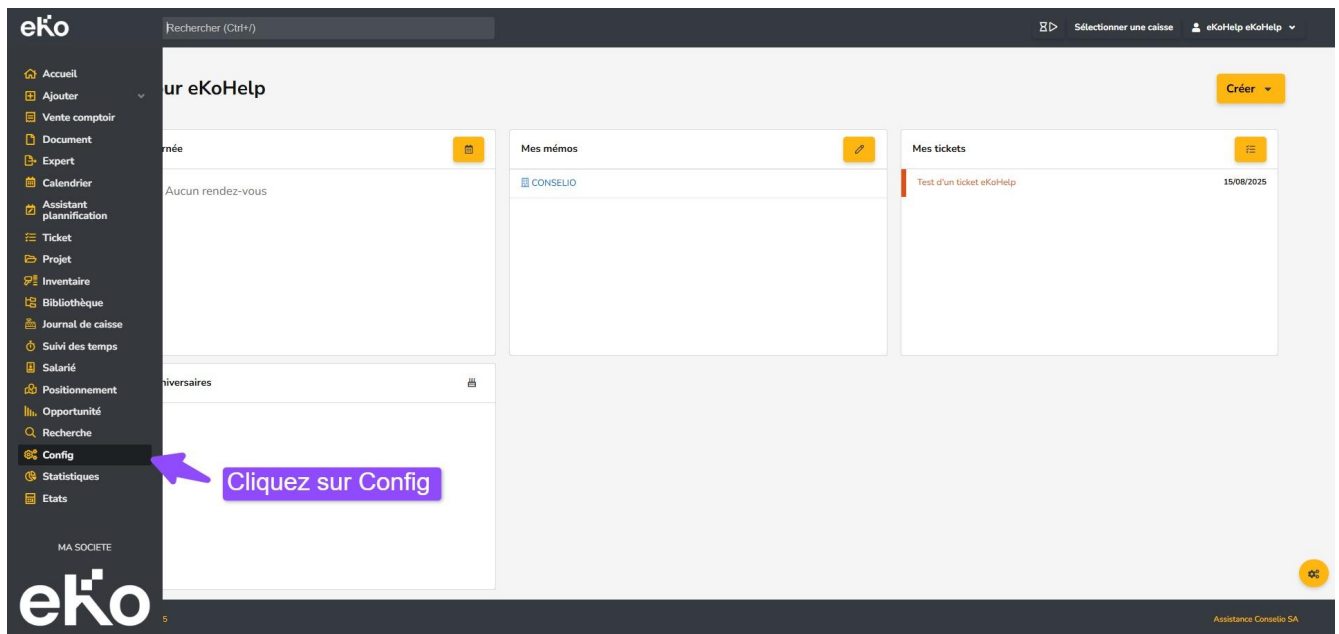 eko
Rechercher (Ctrl+/)
Sélectionner une caisse
eKoHelp eKoHelp
Accueil
Ajouter
Vente comptoir
Document
Expert
Calendrier
Assistant
plannification
Ticket
Projet
Inventaire
Bibliothèque
Journal de caisse
Suivi des temps
Salarié
Positionnement
Opportunité
Recherche
Config
Statistiques
Etats
MA SOCIETE
eko
ur eKoHelp
Créer
rnée
Aucun rendez-vous
Mes mémos
CONSELIO
Mes tickets
Test d'un ticket eKoHelp
15/08/2025
niversaires
Cliquez sur Config
5
Assistance Conselio SA